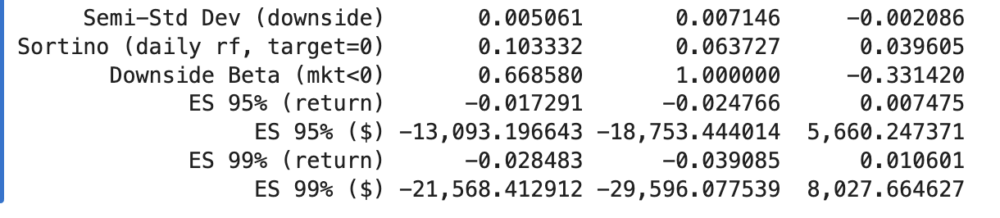 Semi-Std Dev (downside) 0.005061 0.007146 -0.002086
Sortino (daily rf, target=0) 0.103332 0.063727 0.039605
Downside Beta (mkt<0) 0.668580 1.000000 -0.331420
ES 95% (return) -0.017291 -0.024766 0.007475
ES 95% ($) -13,093.196643 -18,753.444014 5,660.247371
ES 99% (return) -0.028483 -0.039085 0.010601
ES 99% ($) -21,568.412912 -29,596.077539 8,027.664627